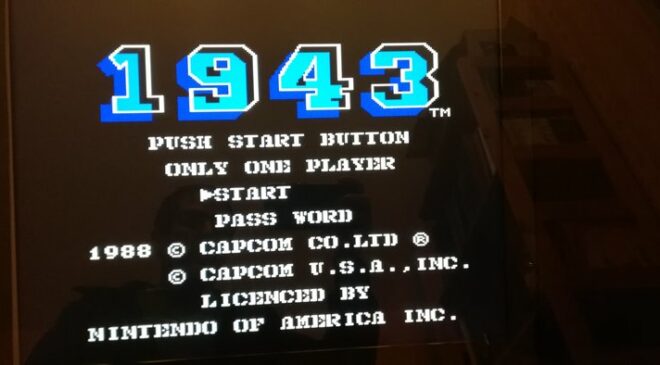 1943™
PUSH START BUTTON
ONLY ONE PLAYER
▶START
PASS WORD
1988 © CAPCOM CO.LTD ®
© CAPCOM U.S.A.,INC.
LICENCED BY
NINTENDO OF AMERICA INC.